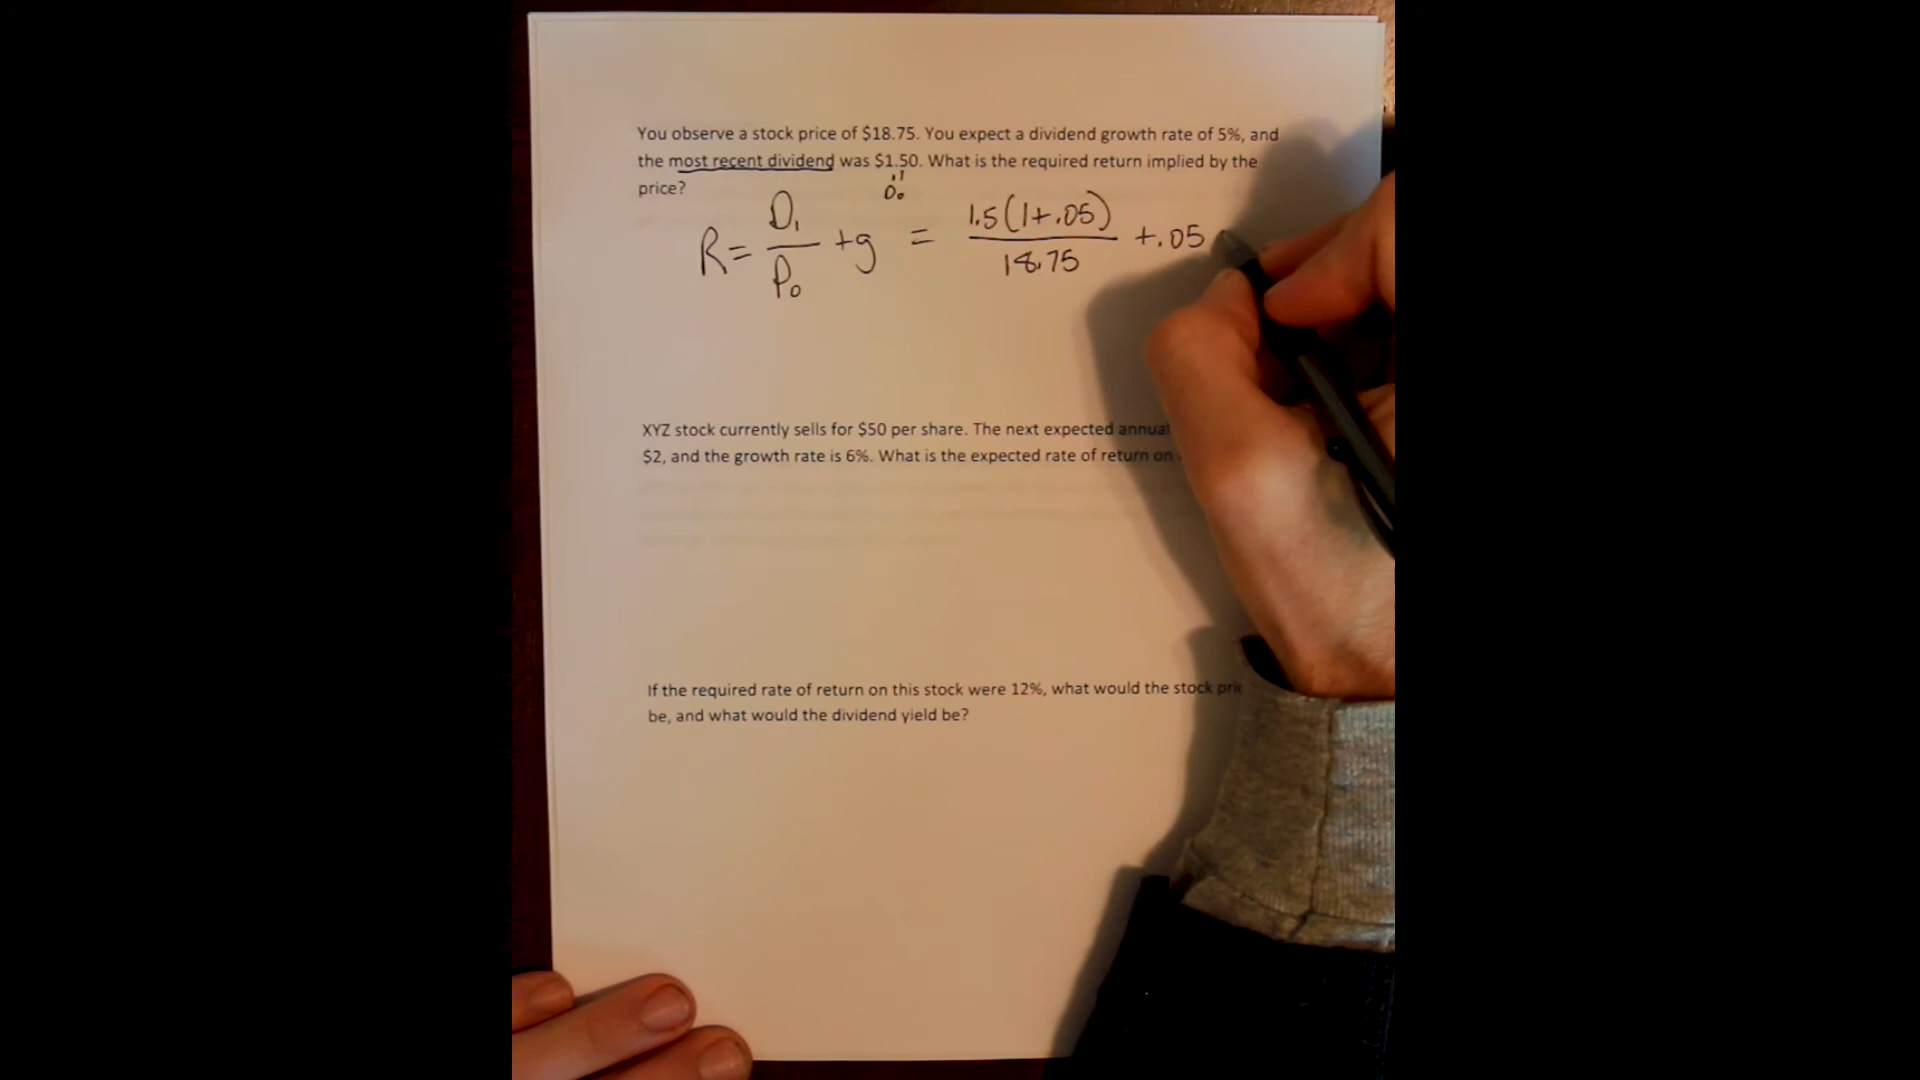 You observe a stock price of $18.75. You expect a dividend growth rate of 5%, and
the most recent dividend was $1.50. What is the required return implied by the
price?
D₀
R = D₁/P₀ + g = 1.5(1+.05)/18.75 + .05
XYZ stock currently sells for $50 per share. The next expected annual
$2, and the growth rate is 6%. What is the expected rate of return on
If the required rate of return on this stock were 12%, what would the stock
be, and what would the dividend yield be?